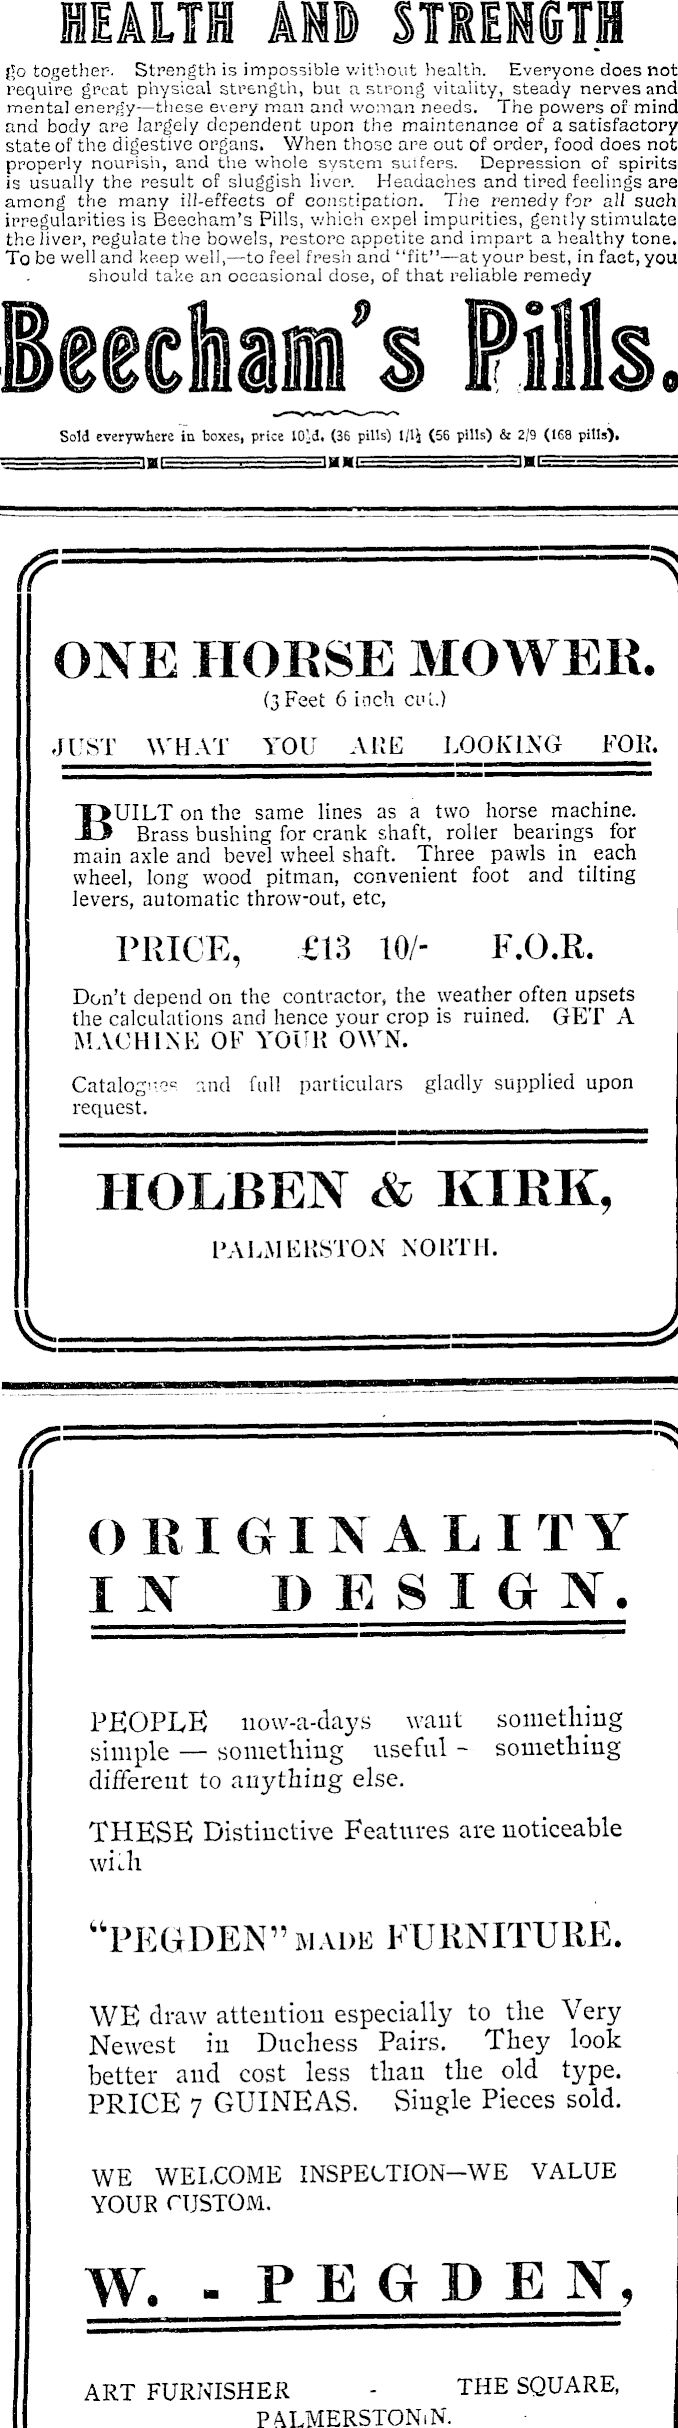 HEALTH AND STRENGTH
go together. Strength is impossible without health. Everyone does not
require great physical strength, but a strong vitality, steady nerves and
mental energy—these every man and woman needs. The powers of mind
and body are largely dependent upon the maintenance of a satisfactory
state of the digestive organs. When those are out of order, food does not
properly nourish, and the whole system suffers. Depression of spirits
is usually the result of sluggish liver. Headaches and tired feelings are
among the many ill-effects of constipation. The remedy for all such
irregularities is Beecham's Pills, which expel impurities, gently stimulate
the liver, regulate the bowels, restore appetite and impart a healthy tone.
To be well and keep well,—to feel fresh and "fit"—at your best, in fact, you
should take an occasional dose, of that reliable remedy
Beecham's Pills.
Sold everywhere in boxes, price 10½d. (36 pills) 1/1½ (56 pills) & 2/9 (168 pills).
ONE HORSE MOWER.
(3 Feet 6 inch cut.)
JUST WHAT YOU ARE LOOKING FOR.
BUILT on the same lines as a two horse machine.
Brass bushing for crank shaft, roller bearings for
main axle and bevel wheel shaft. Three pawls in each
wheel, long wood pitman, convenient foot and tilting
levers, automatic throw-out, etc,
PRICE, £13 10/- F.O.R.
Don't depend on the contractor, the weather often upsets
the calculations and hence your crop is ruined. GET A
MACHINE OF YOUR OWN.
Catalogues and full particulars gladly supplied upon
request.
HOLBEN & KIRK,
PALMERSTON NORTH.
ORIGINALITY
IN DESIGN.
PEOPLE now-a-days want something
simple — something useful - something
different to anything else.
THESE Distinctive Features are noticeable
with
"PEGDEN" MADE FURNITURE.
WE draw attention especially to the Very
Newest in Duchess Pairs. They look
better and cost less than the old type.
PRICE 7 GUINEAS. Single Pieces sold.
WE WELCOME INSPECTION—WE VALUE
YOUR CUSTOM.
W. - PEGDEN,
ART FURNISHER - THE SQUARE,
PALMERSTON N.